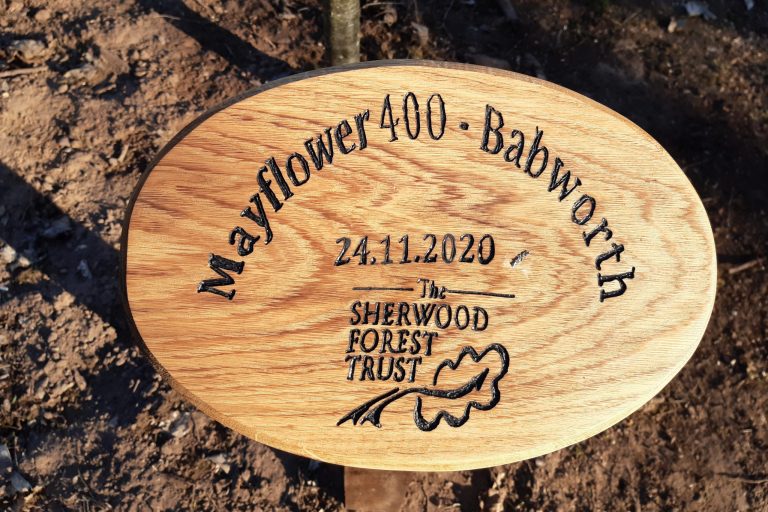 Mayflower 400 · Babworth
24.11.2020
The
SHERWOOD
FOREST
TRUST